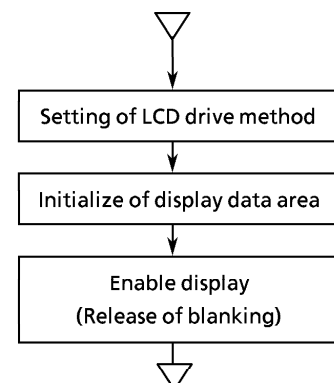 Setting of LCD drive method
Initialize of display data area
Enable display
(Release of blanking)